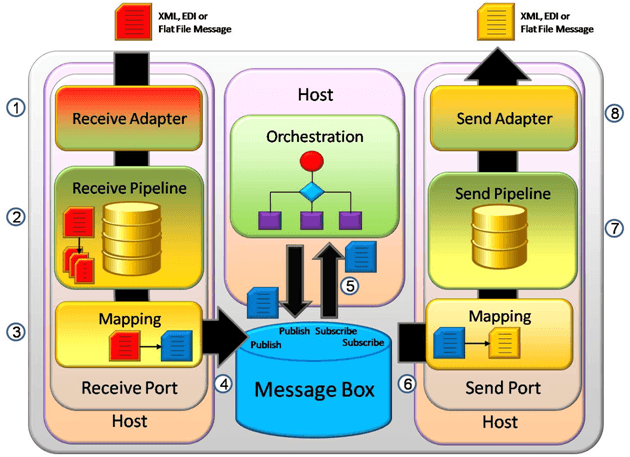 XML, EDI or
Flat File Message
XML, EDI or
Flat File Message
1
Receive Adapter
2
Receive Pipeline
3
Mapping
Receive Port
Host
Host
Orchestration
5
Publish Subscribe
Publish
Subscribe
4
Message Box
6
8
Send Adapter
7
Send Pipeline
Mapping
Send Port
Host